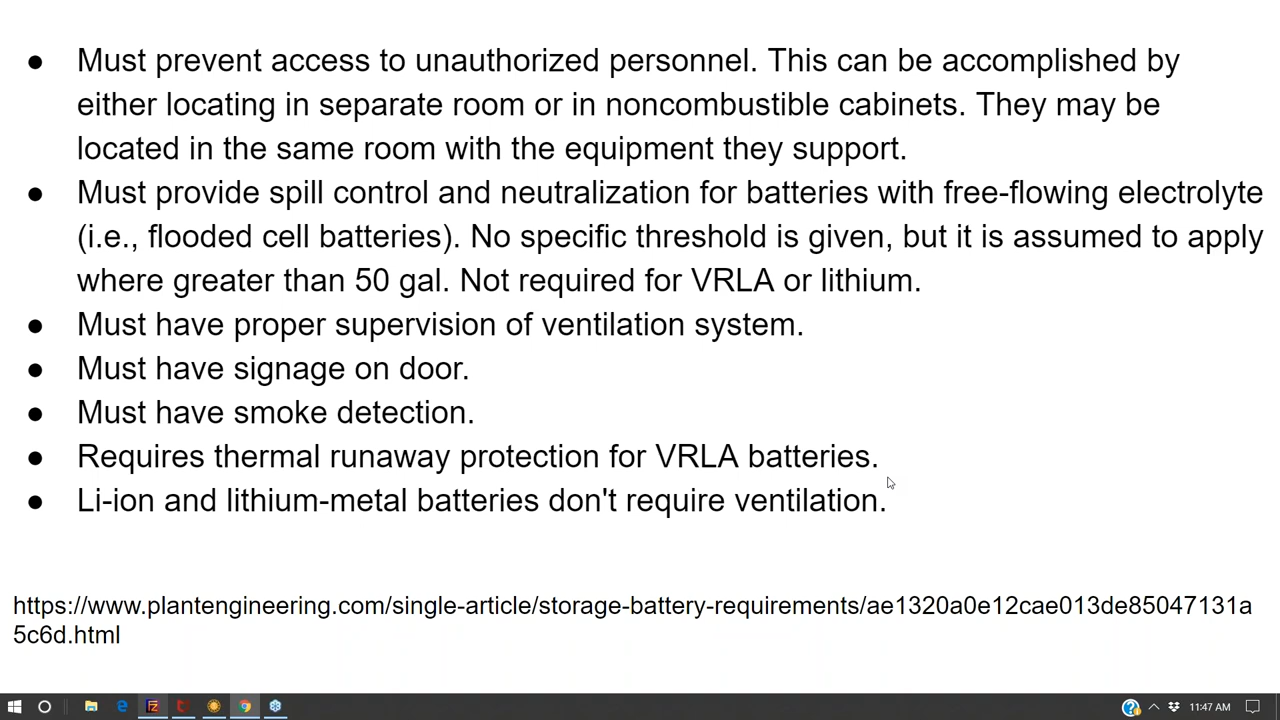 ● Must prevent access to unauthorized personnel. This can be accomplished by
either locating in separate room or in noncombustible cabinets. They may be
located in the same room with the equipment they support.
● Must provide spill control and neutralization for batteries with free-flowing electrolyte
(i.e., flooded cell batteries). No specific threshold is given, but it is assumed to apply
where greater than 50 gal. Not required for VRLA or lithium.
● Must have proper supervision of ventilation system.
● Must have signage on door.
● Must have smoke detection.
● Requires thermal runaway protection for VRLA batteries.
● Li-ion and lithium-metal batteries don't require ventilation.
https://www.plantengineering.com/single-article/storage-battery-requirements/ae1320a0e12cae013de85047131a
5c6d.html
11:47 AM